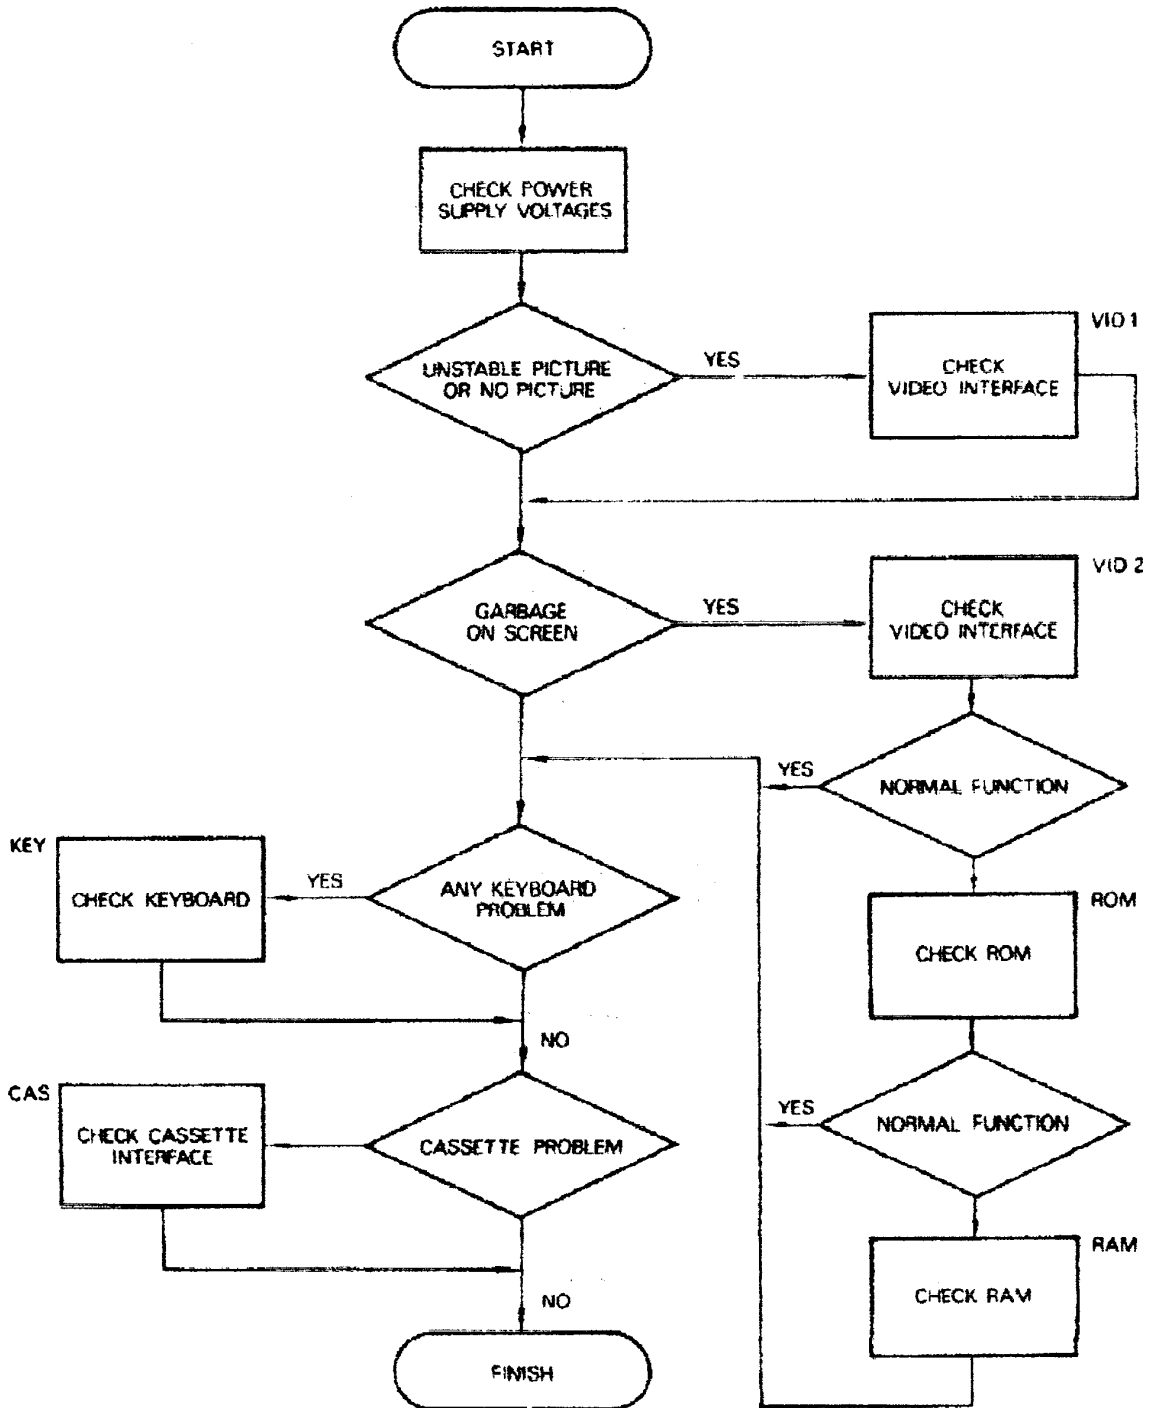 START
CHECK POWER
SUPPLY VOLTAGES
UNSTABLE PICTURE
OR NO PICTURE
YES
VID 1
CHECK
VIDEO INTERFACE
GARBAGE
ON SCREEN
YES
VID 2
CHECK
VIDEO INTERFACE
YES
NORMAL FUNCTION
KEY
CHECK KEYBOARD
YES
ANY KEYBOARD
PROBLEM
ROM
CHECK ROM
NO
CAS
CHECK CASSETTE
INTERFACE
CASSETTE PROBLEM
YES
NORMAL FUNCTION
RAM
CHECK RAM
NO
FINISH